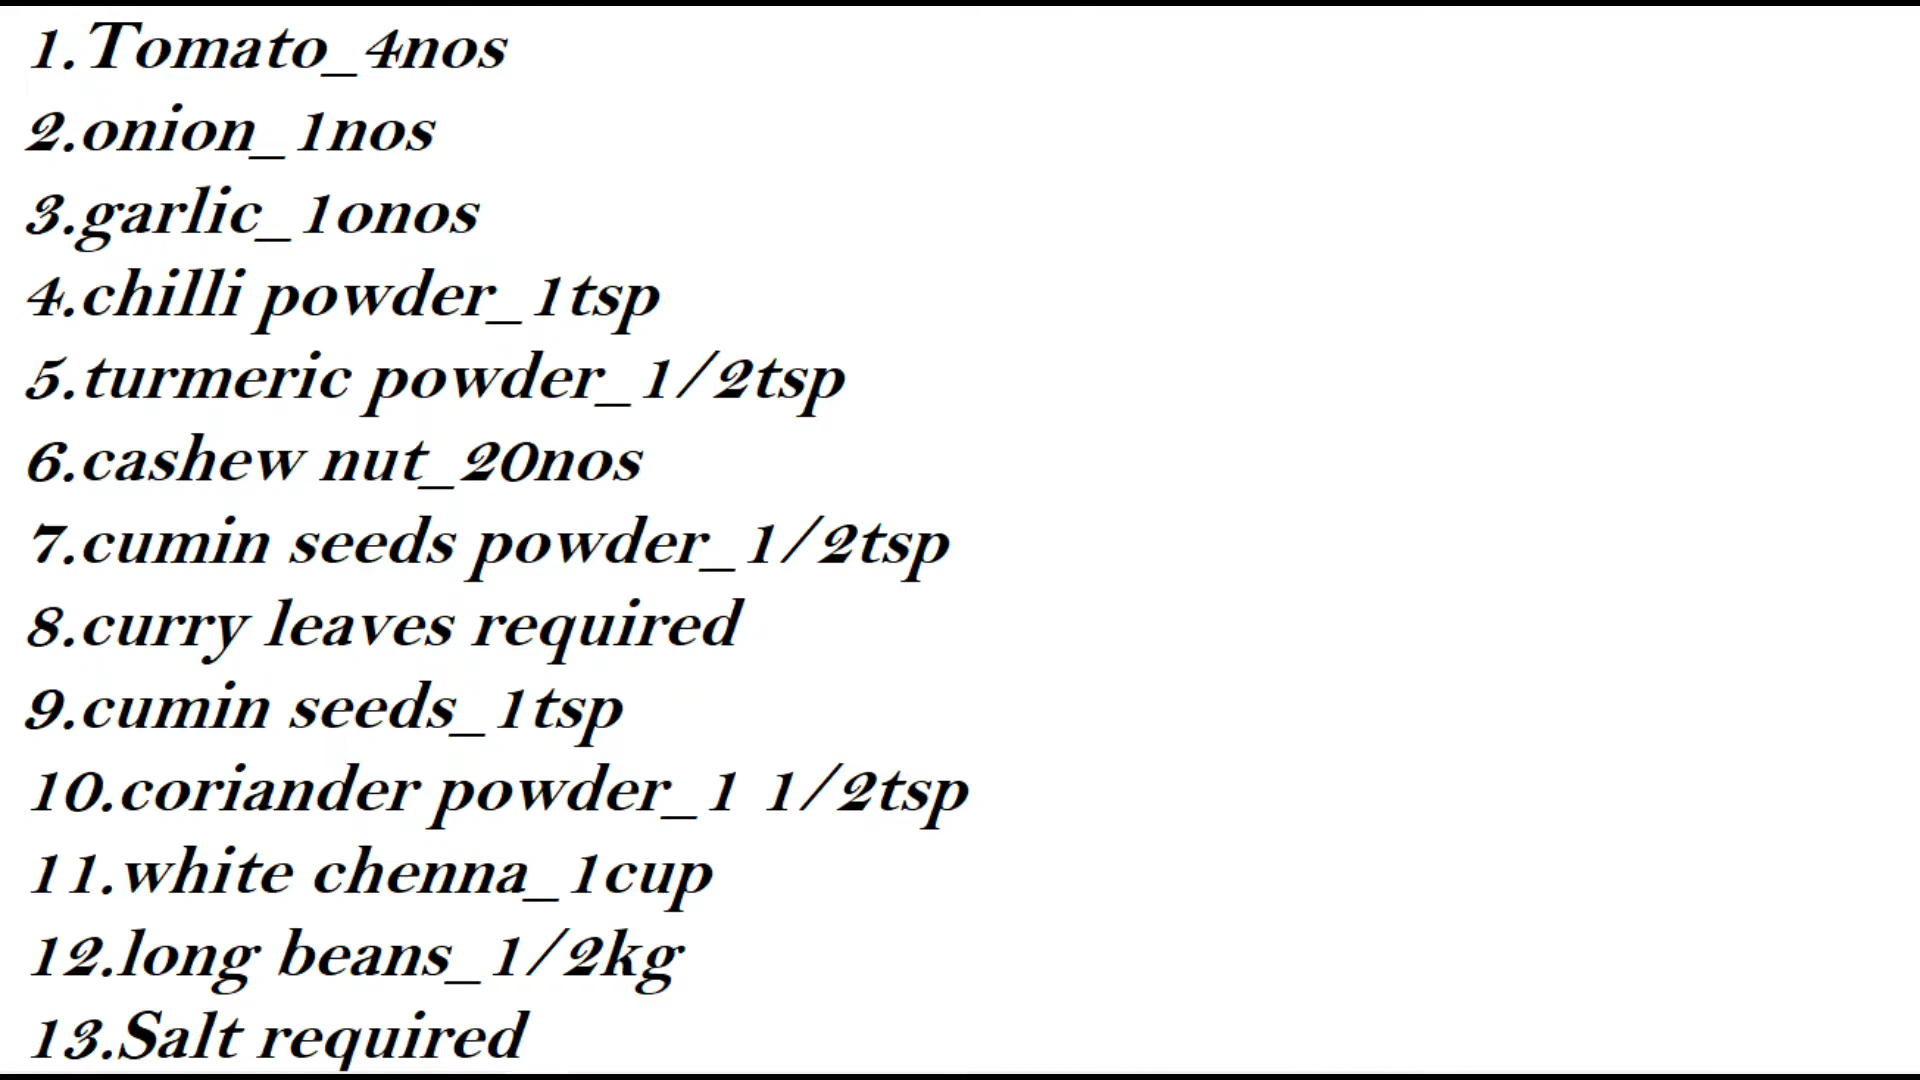 1.Tomato_4nos
2.onion_1nos
3.garlic_1onos
4.chilli powder_1tsp
5.turmeric powder_1/2tsp
6.cashew nut_20nos
7.cumin seeds powder_1/2tsp
8.curry leaves required
9.cumin seeds_1tsp
10.coriander powder_1 1/2tsp
11.white chenna_1cup
12.long beans_1/2kg
13.Salt required